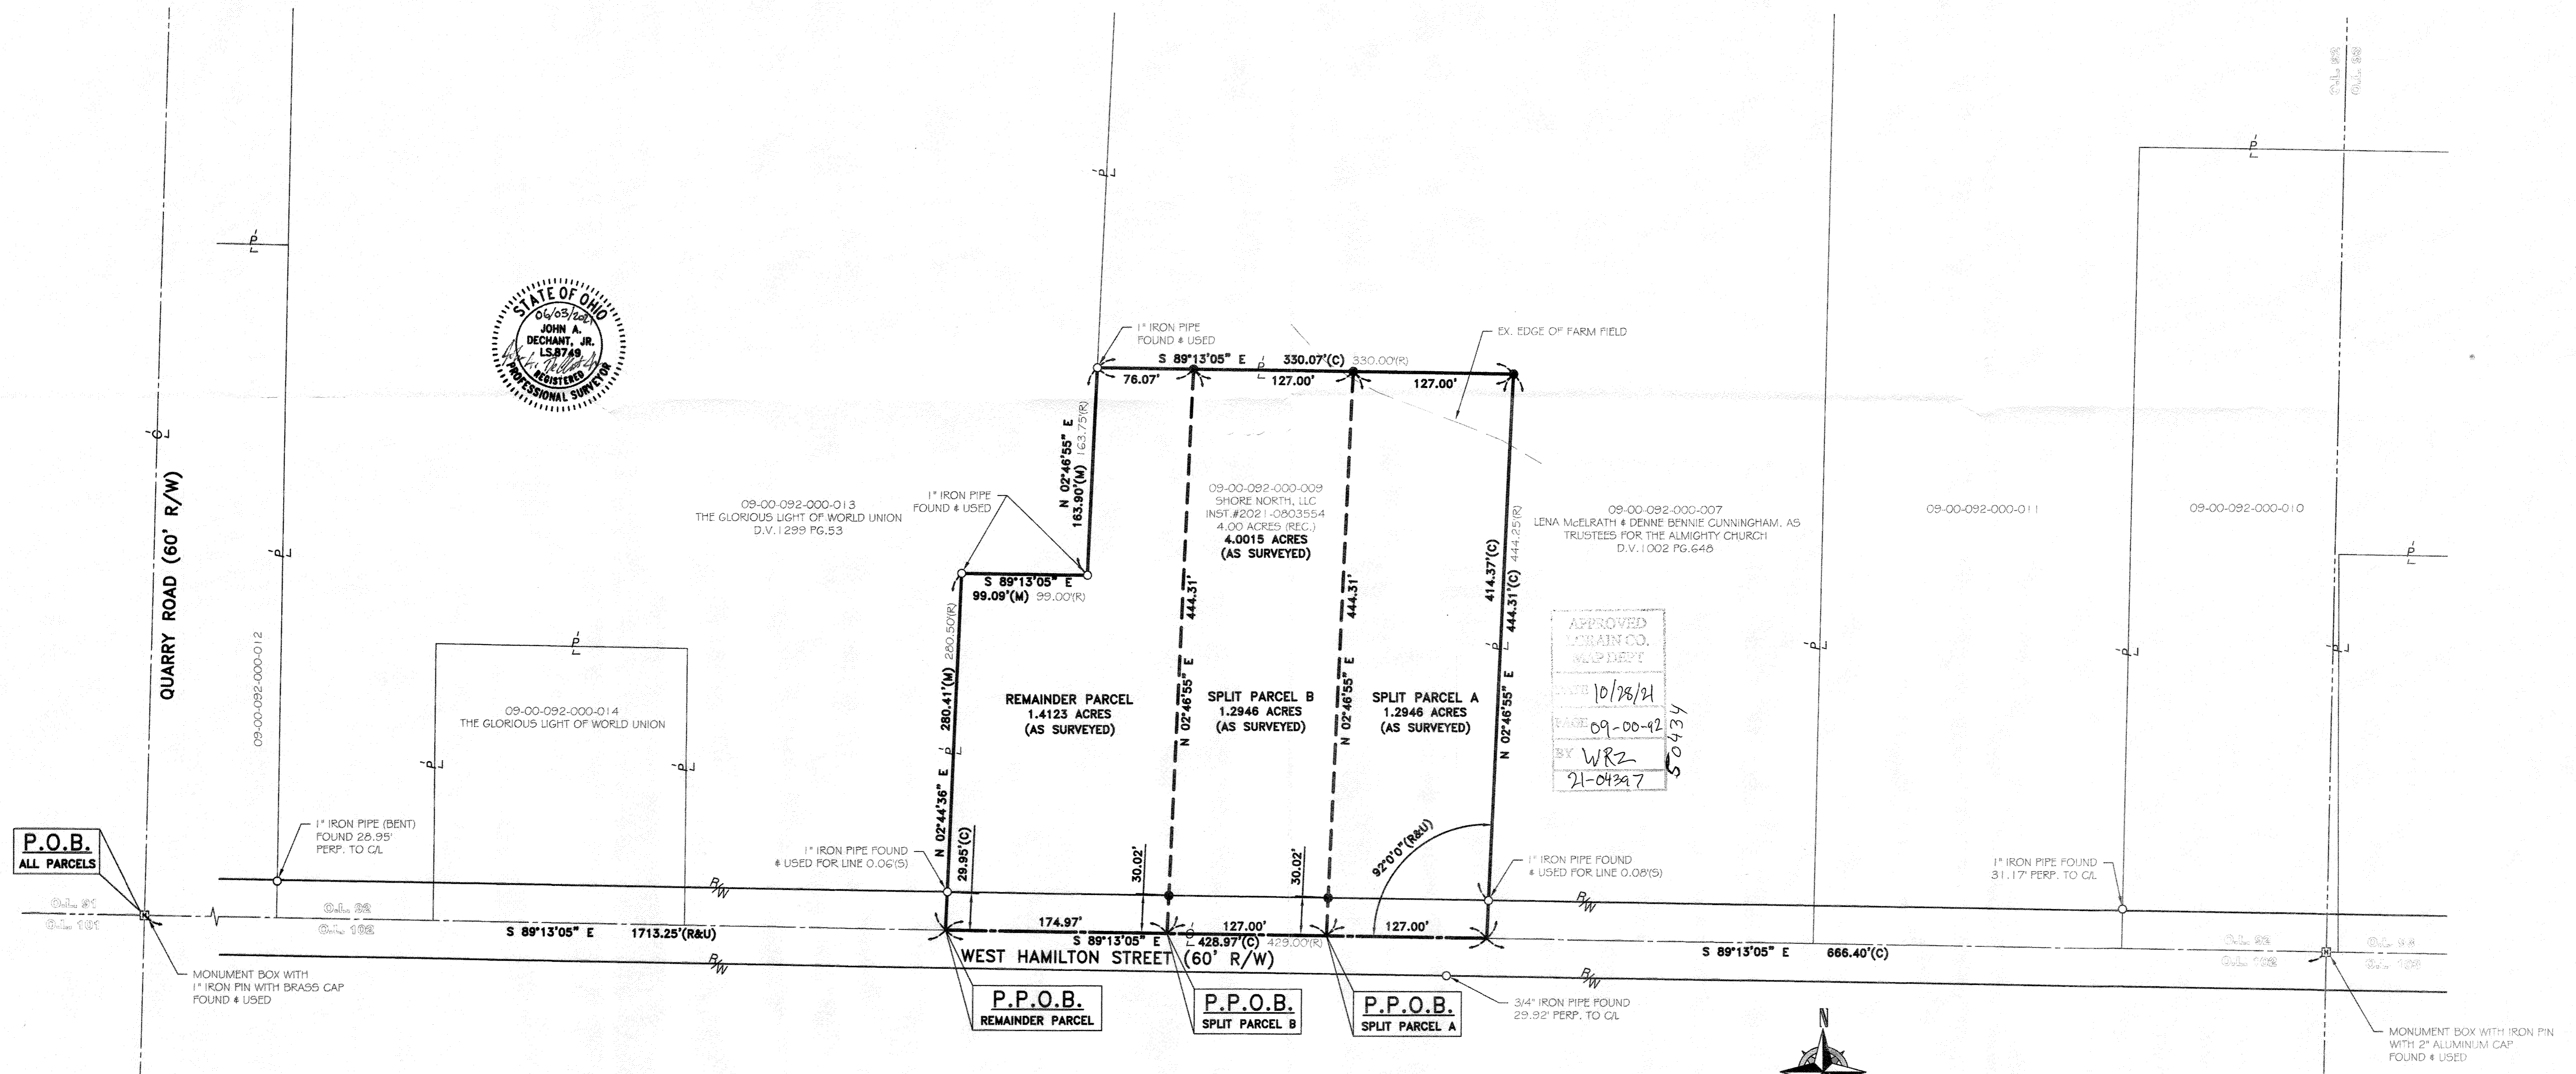 O.L. 92
O.L. 93
STATE OF OHIO
06/03/2021
JOHN A.
DECHANT, JR.
LS.8749
REGISTERED
PROFESSIONAL SURVEYOR
1" IRON PIPE
FOUND & USED
EX. EDGE OF FARM FIELD
S 89°13'05" E 330.07'(C) 330.00'(R)
76.07'
127.00'
127.00'
N 02°46'55" E
163.90'(M) 163.75'(R)
QUARRY ROAD (60' R/W)
09-00-092-000-013
THE GLORIOUS LIGHT OF WORLD UNION
D.V.1299 PG.53
1" IRON PIPE
FOUND & USED
09-00-092-000-009
SHORE NORTH, LLC
INST.#2021-0803554
4.00 ACRES (REC.)
4.0015 ACRES
(AS SURVEYED)
414.37'(C)
444.31'(C) 444.25'(R)
N 02°46'55" E
09-00-092-000-007
LENA McELRATH & DENNE BENNIE CUNNINGHAM, AS
TRUSTEES FOR THE ALMIGHTY CHURCH
D.V.1002 PG.648
09-00-092-000-011
09-00-092-000-010
S 89°13'05" E
99.09'(M) 99.00'(R)
444.31'
444.31'
N 02°46'55" E
N 02°46'55" E
09-00-092-000-012
09-00-092-000-014
THE GLORIOUS LIGHT OF WORLD UNION
N 02°44'36" E 280.41'(M) 280.50'(R)
REMAINDER PARCEL
1.4123 ACRES
(AS SURVEYED)
SPLIT PARCEL B
1.2946 ACRES
(AS SURVEYED)
SPLIT PARCEL A
1.2946 ACRES
(AS SURVEYED)
APPROVED
LORAIN CO.
MAP DEPT
DATE 10/28/21
PAGE 09-00-92
BY WRZ
21-04397
50434
P.O.B.
ALL PARCELS
1" IRON PIPE (BENT)
FOUND 28.95'
PERP. TO C/L
1" IRON PIPE FOUND
& USED FOR LINE 0.06'(S)
29.95'(C)
30.02'
30.02'
92°0'0"(R&U)
1" IRON PIPE FOUND
& USED FOR LINE 0.08'(S)
1" IRON PIPE FOUND
31.17' PERP. TO C/L
R/W
R/W
O.L. 91
O.L. 101
O.L. 92
O.L. 102
S 89°13'05" E 1713.25'(R&U)
174.97'
127.00'
127.00'
S 89°13'05" E 428.97'(C) 429.00'(R)
WEST HAMILTON STREET (60' R/W)
S 89°13'05" E 666.40'(C)
O.L. 92
O.L. 102
O.L. 93
O.L. 103
R/W
R/W
MONUMENT BOX WITH
1" IRON PIN WITH BRASS CAP
FOUND & USED
P.P.O.B.
REMAINDER PARCEL
P.P.O.B.
SPLIT PARCEL B
P.P.O.B.
SPLIT PARCEL A
3/4" IRON PIPE FOUND
29.92' PERP. TO C/L
N
MONUMENT BOX WITH IRON PIN
WITH 2" ALUMINUM CAP
FOUND & USED